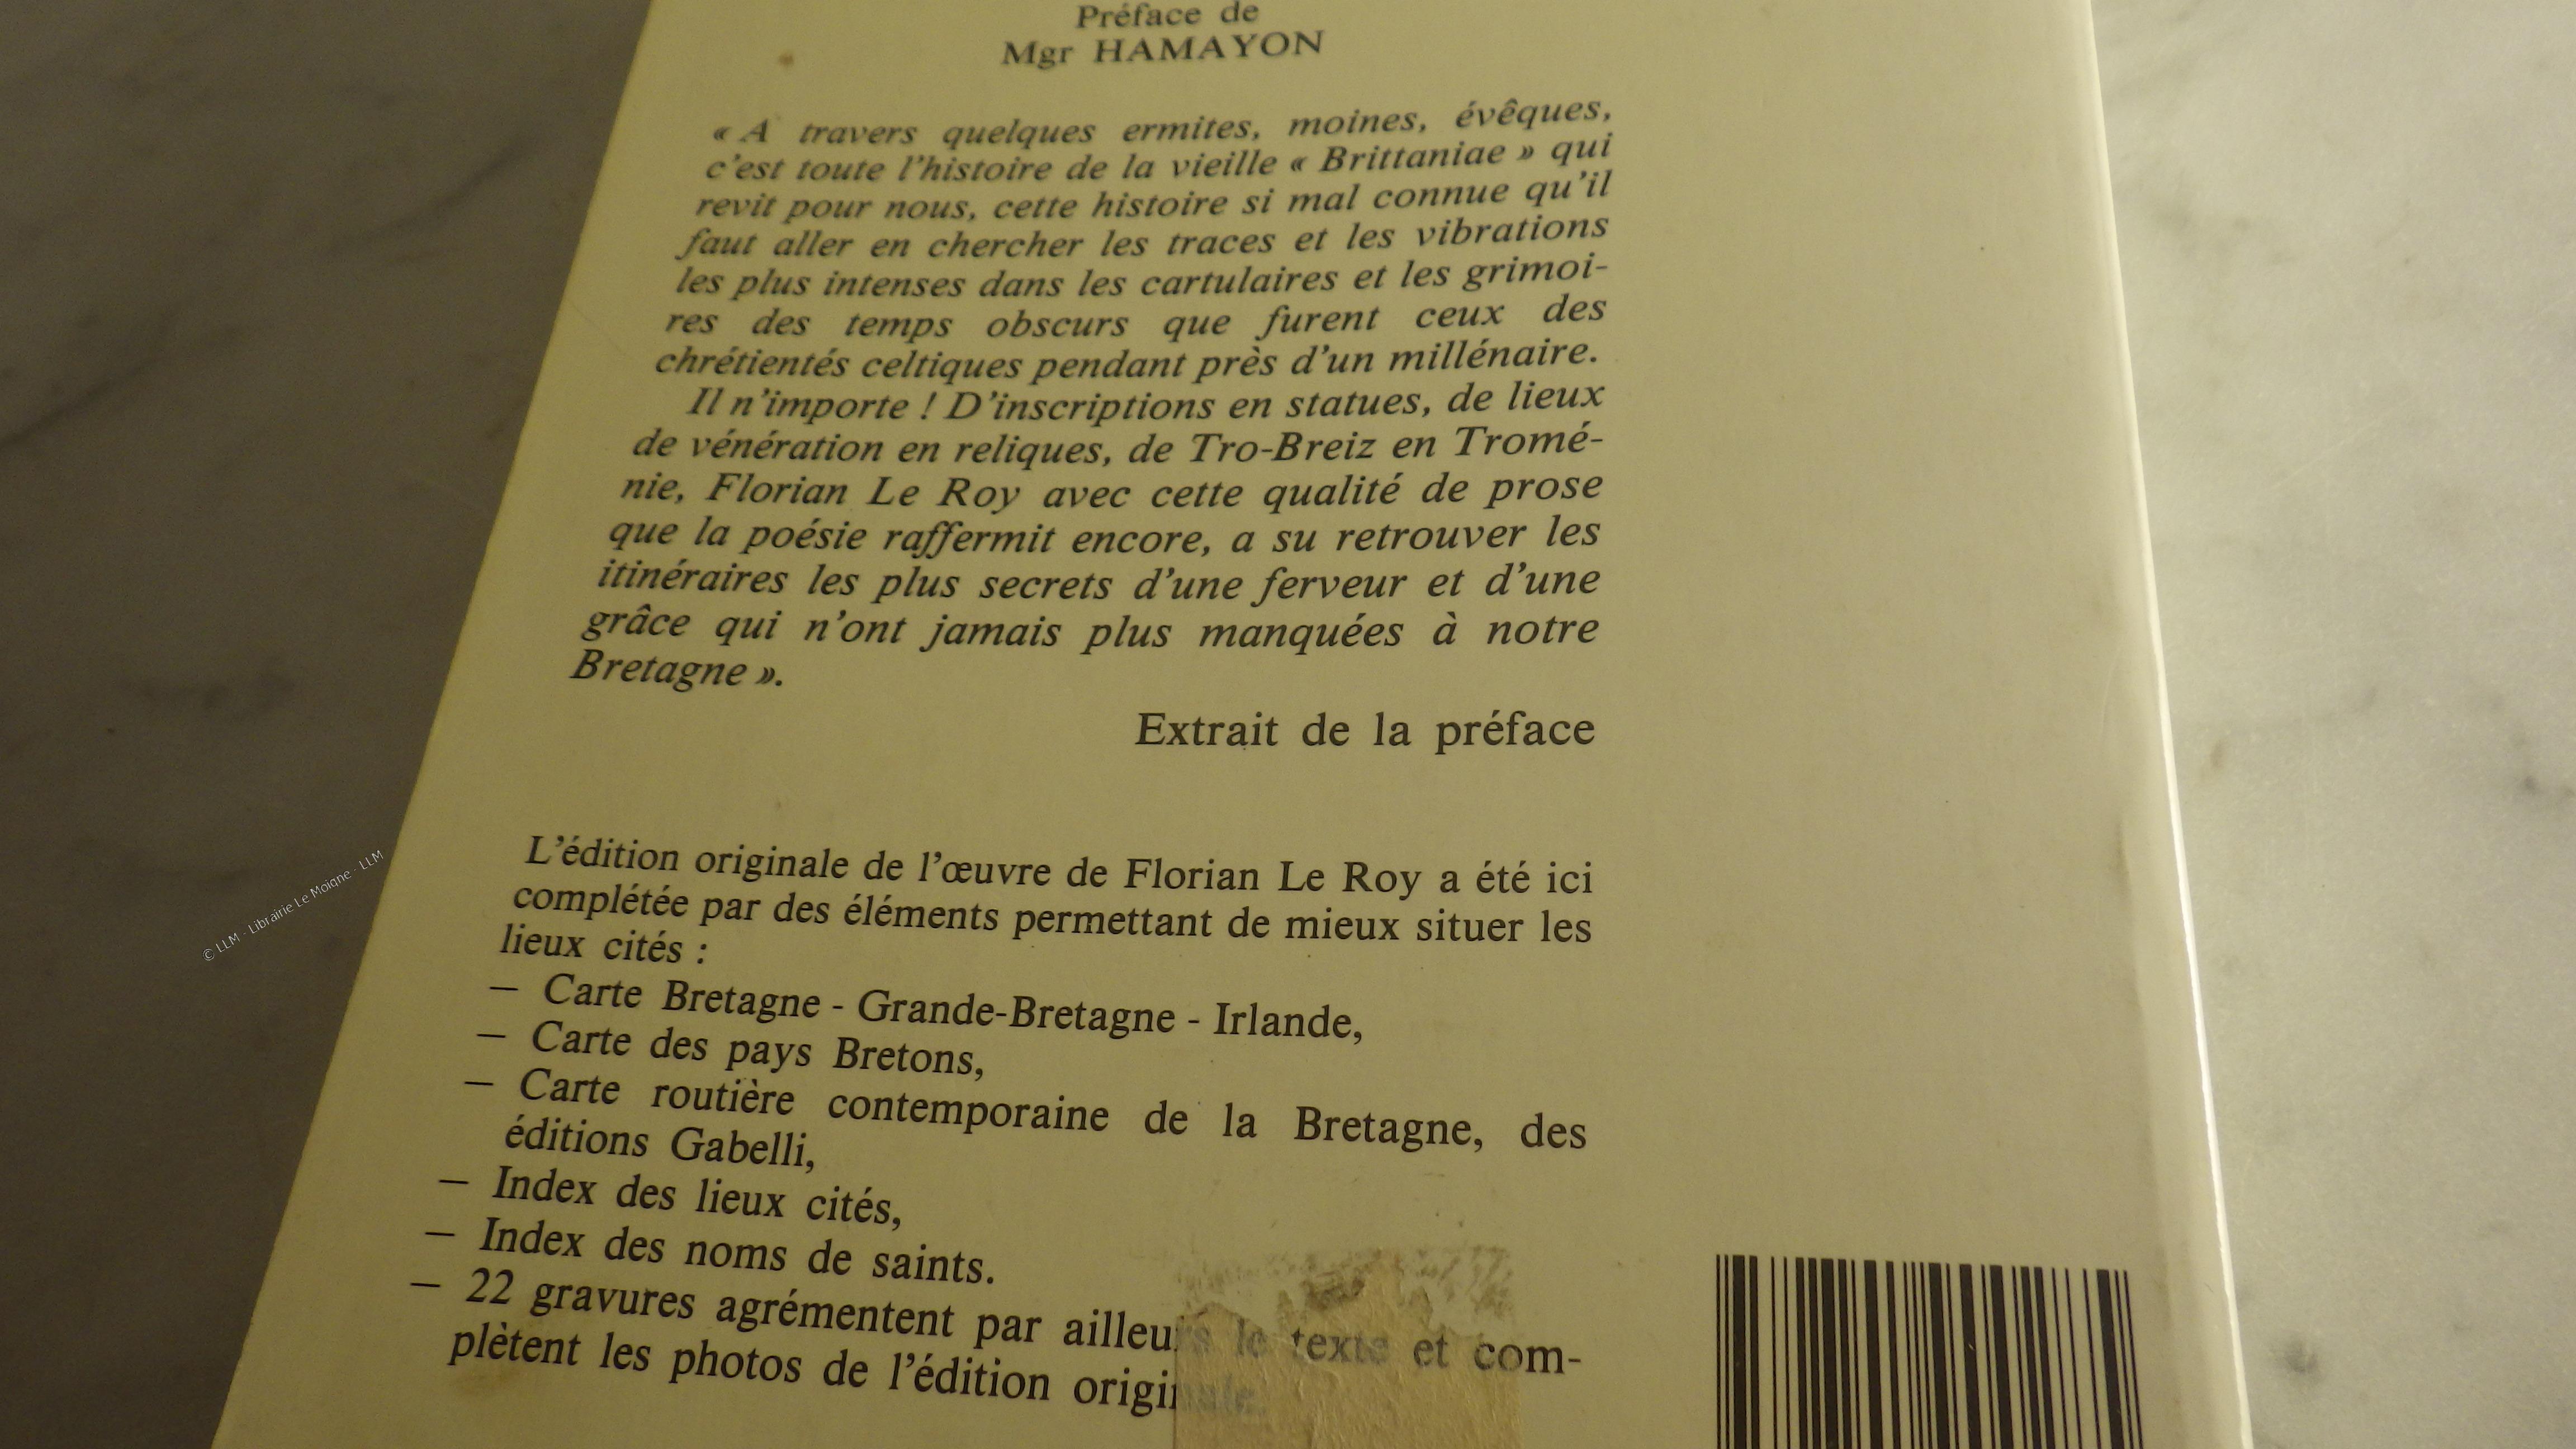 Préface de
Mgr HAMAYON
« A travers quelques ermites, moines, évêques,
c'est toute l'histoire de la vieille « Brittaniae » qui
revit pour nous, cette histoire si mal connue qu'il
faut aller en chercher les traces et les vibrations
les plus intenses dans les cartulaires et les grimoi-
res des temps obscurs que furent ceux des
chrétientés celtiques pendant près d'un millénaire.
Il n'importe ! D'inscriptions en statues, de lieux
de vénération en reliques, de Tro-Breiz en Tromé-
nie, Florian Le Roy avec cette qualité de prose
que la poésie raffermit encore, a su retrouver les
itinéraires les plus secrets d'une ferveur et d'une
grâce qui n'ont jamais plus manquées à notre
Bretagne ».
Extrait de la préface
L'édition originale de l'œuvre de Florian Le Roy a été ici
complétée par des éléments permettant de mieux situer les
lieux cités :
— Carte Bretagne - Grande-Bretagne - Irlande,
— Carte des pays Bretons,
— Carte routière contemporaine de la Bretagne, des
éditions Gabelli,
— Index des lieux cités,
— Index des noms de saints.
— 22 gravures agrémentent par ailleurs le texte et com-
plètent les photos de l'édition originale.
© LLM - Librairie Le Moigne - LLM